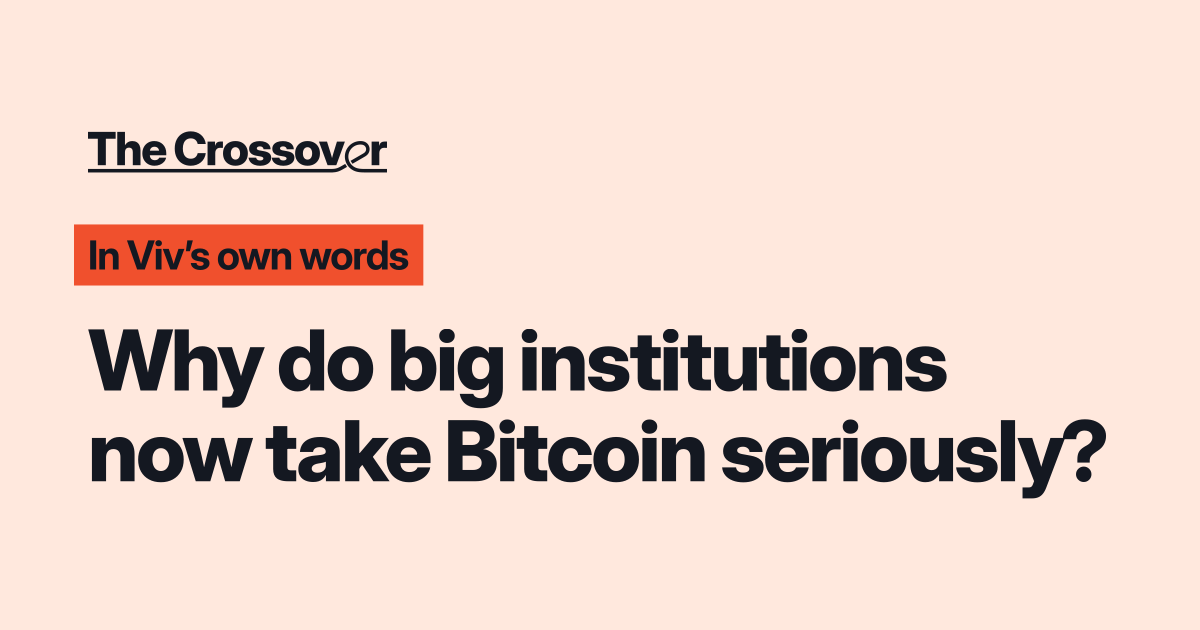 The Crossover
In Viv’s own words
Why do big institutions
now take Bitcoin seriously?